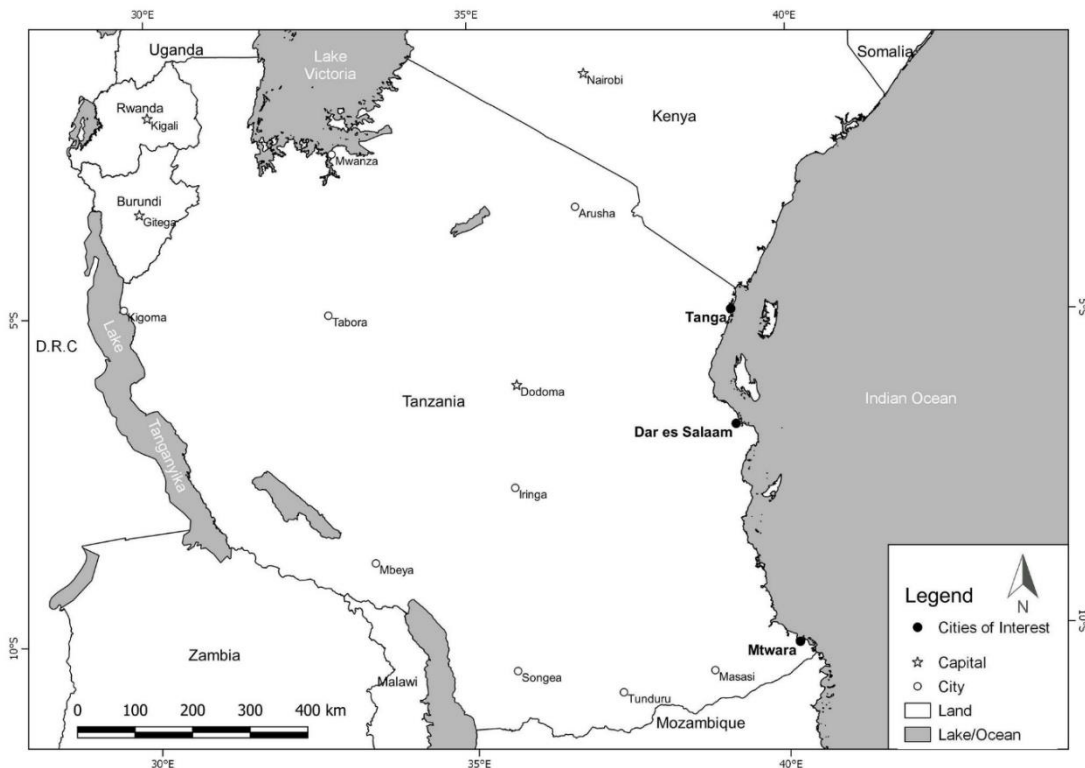 30°E
35°E
40°E
Uganda
Lake
Victoria
Somalia
Nairobi
Rwanda
Kigali
Kenya
Mwanza
Burundi
Gitega
Arusha
5°S
5°S
Kigoma
Tabora
Tanga
D.R.C
Lake
Tanganyika
Tanzania
Dodoma
Indian Ocean
Dar es Salaam
Iringa
Mbeya
10°S
10°S
Zambia
Malawi
Songea
Tunduru
Masasi
Mtwara
Mozambique
0 100 200 300 400 km
Legend
N
Cities of Interest
Capital
City
Land
Lake/Ocean
30°E
35°E
40°E